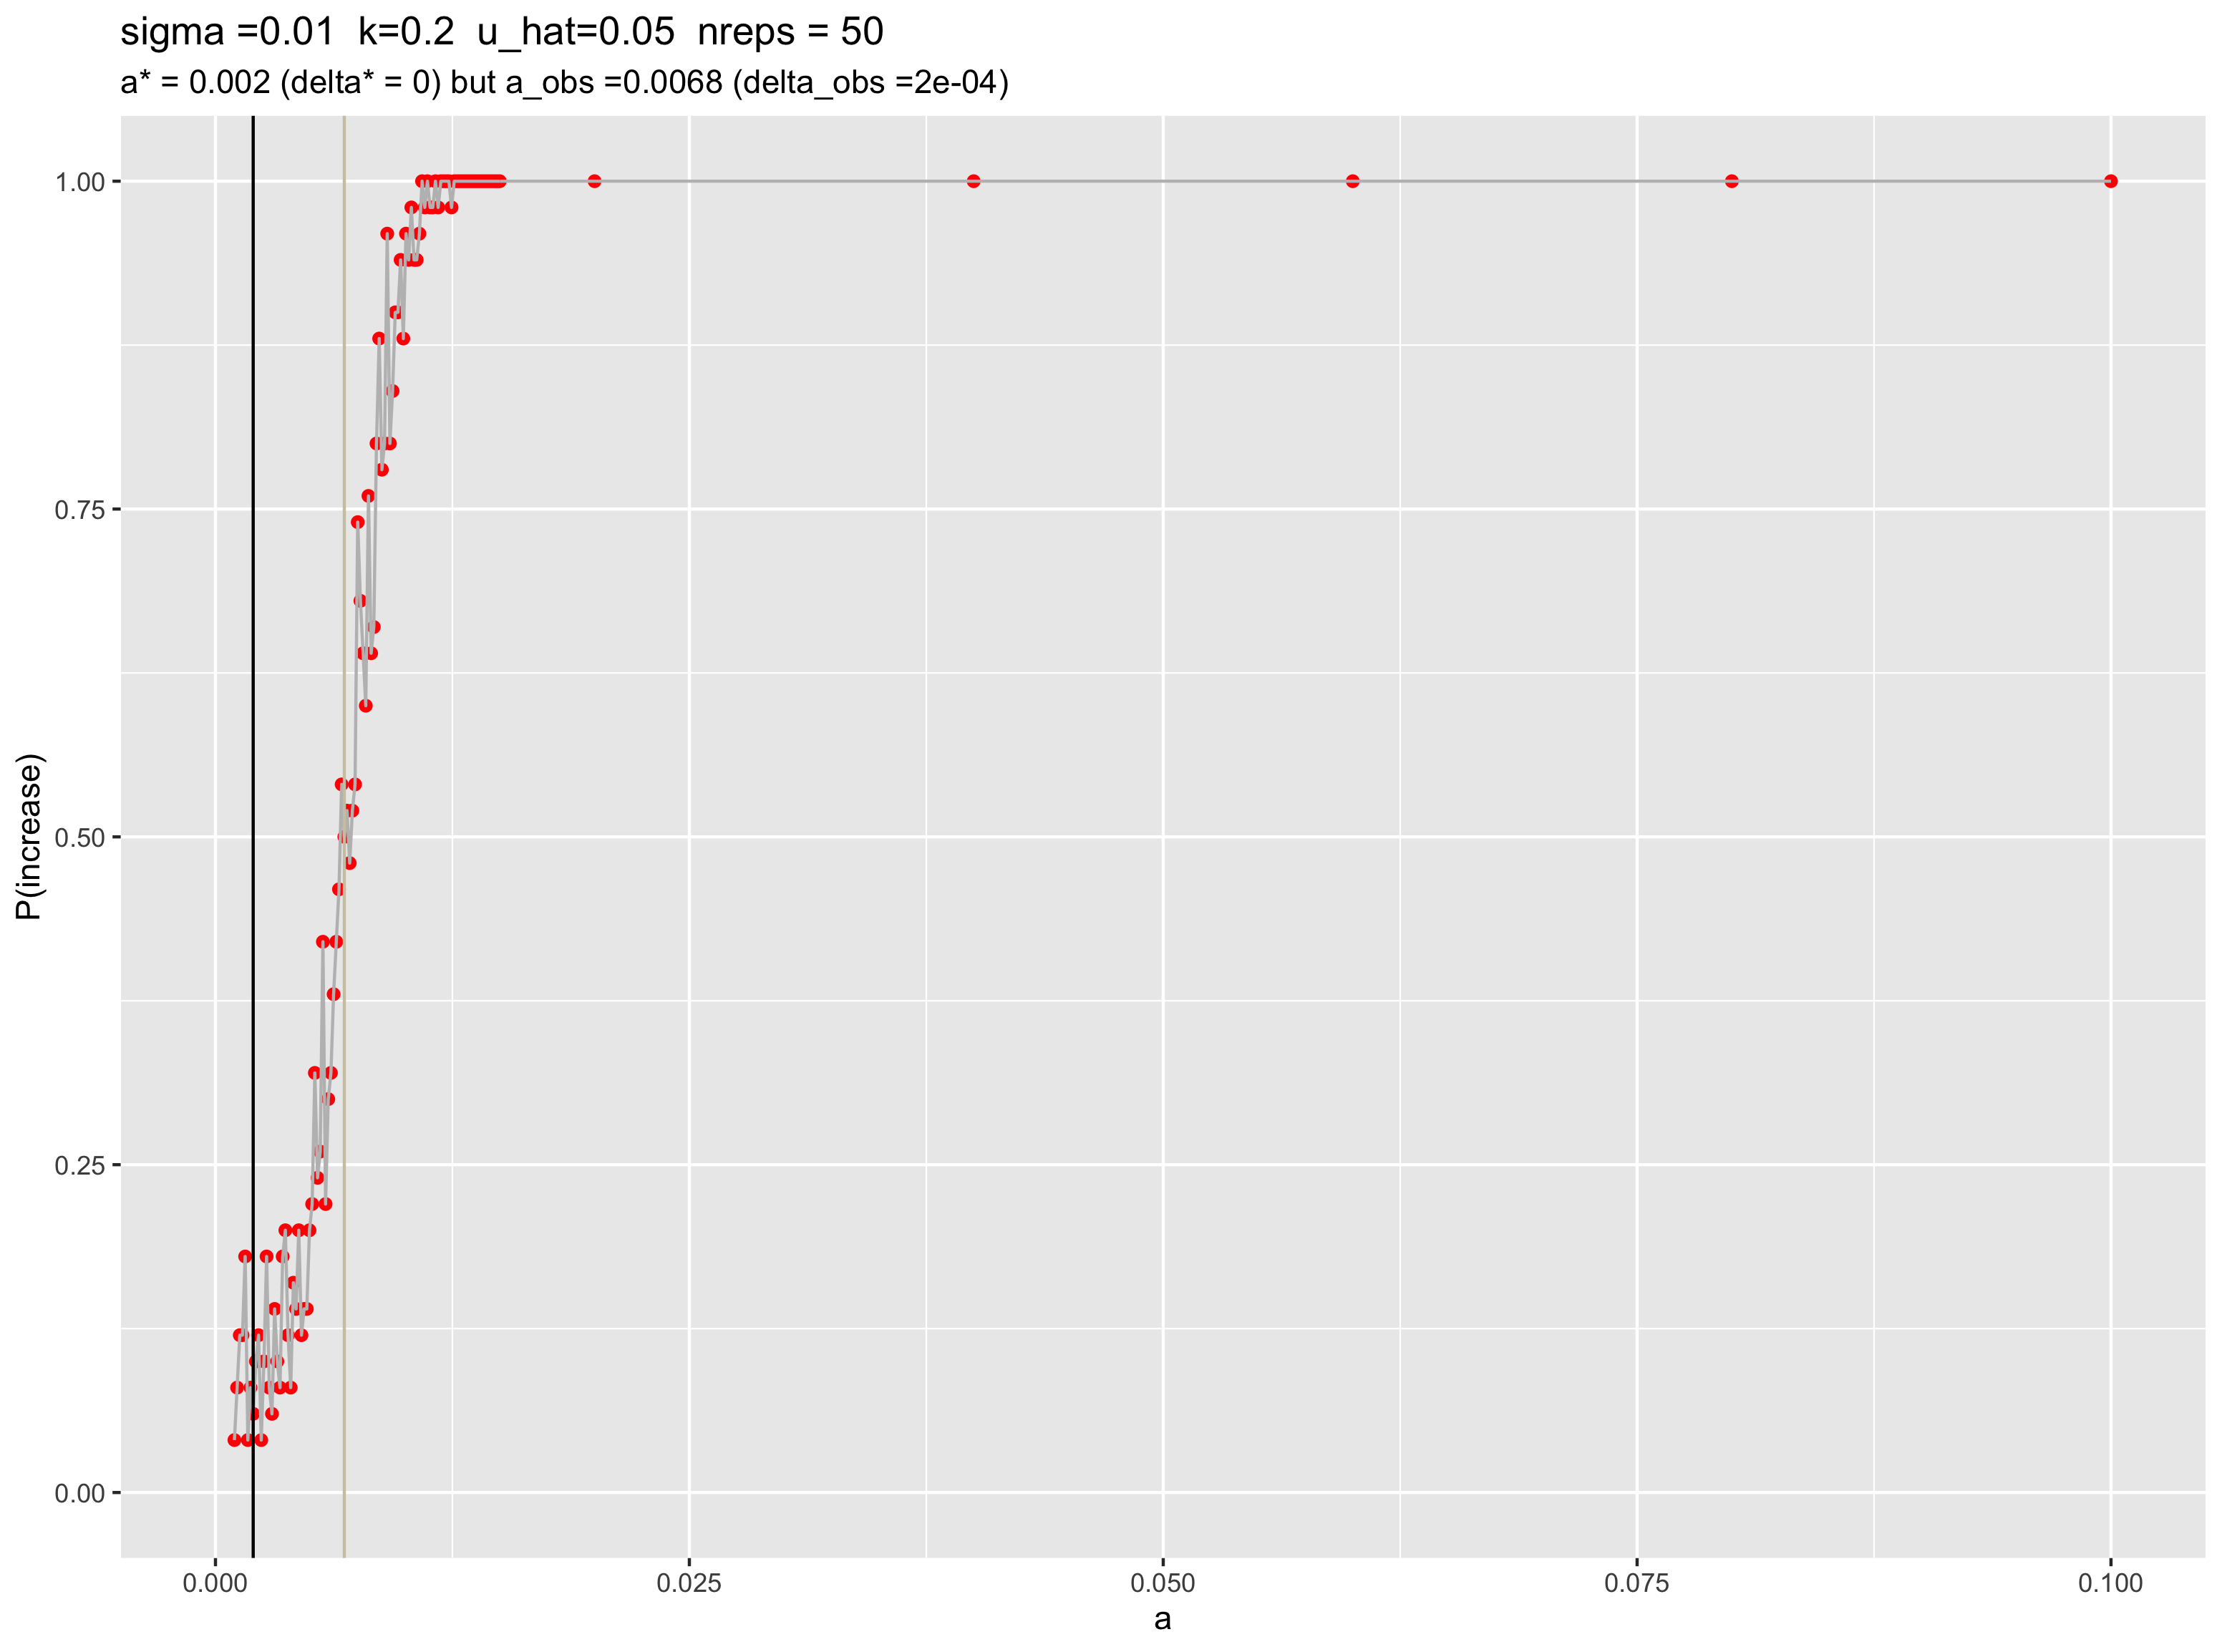 sigma =0.01  k=0.2  u_hat=0.05  nreps = 50
a* = 0.002 (delta* = 0) but a_obs =0.0068 (delta_obs =2e-04)
1.00
0.75
0.50
0.25
0.00
P(increase)
0.000
0.025
0.050
0.075
0.100
a